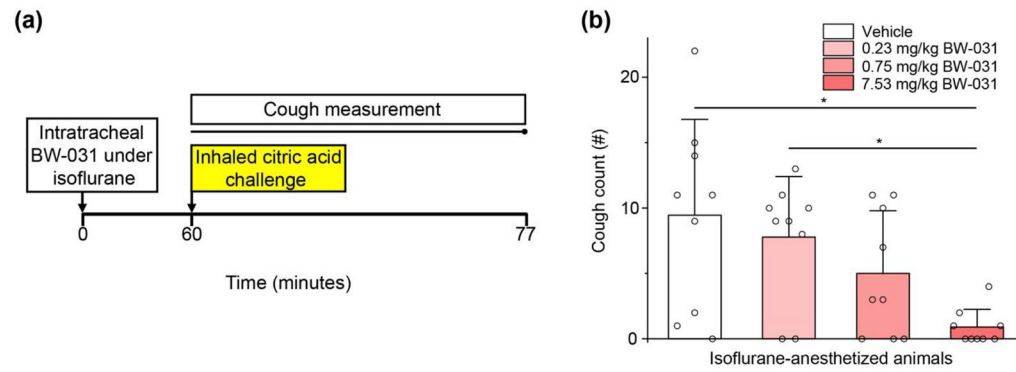 (a)
Cough measurement
Intratracheal
BW-031 under
isoflurane
Inhaled citric acid
challenge
0
60
77
Time (minutes)
(b)
Vehicle
0.23 mg/kg BW-031
0.75 mg/kg BW-031
7.53 mg/kg BW-031
*
*
20
10
0
Cough count (#)
Isoflurane-anesthetized animals